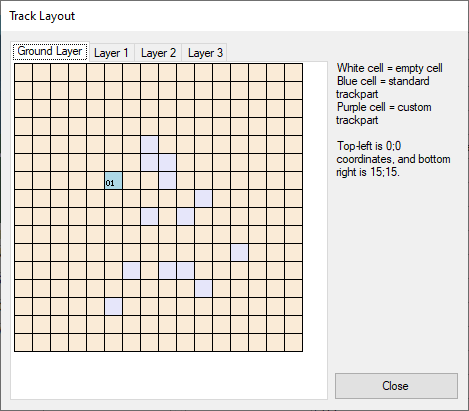 Track Layout
Ground Layer
Layer 1
Layer 2
Layer 3
White cell = empty cell
Blue cell = standard
trackpart
Purple cell = custom
trackpart
Top-left is 0;0
coordinates, and bottom
right is 15;15.
01
Close